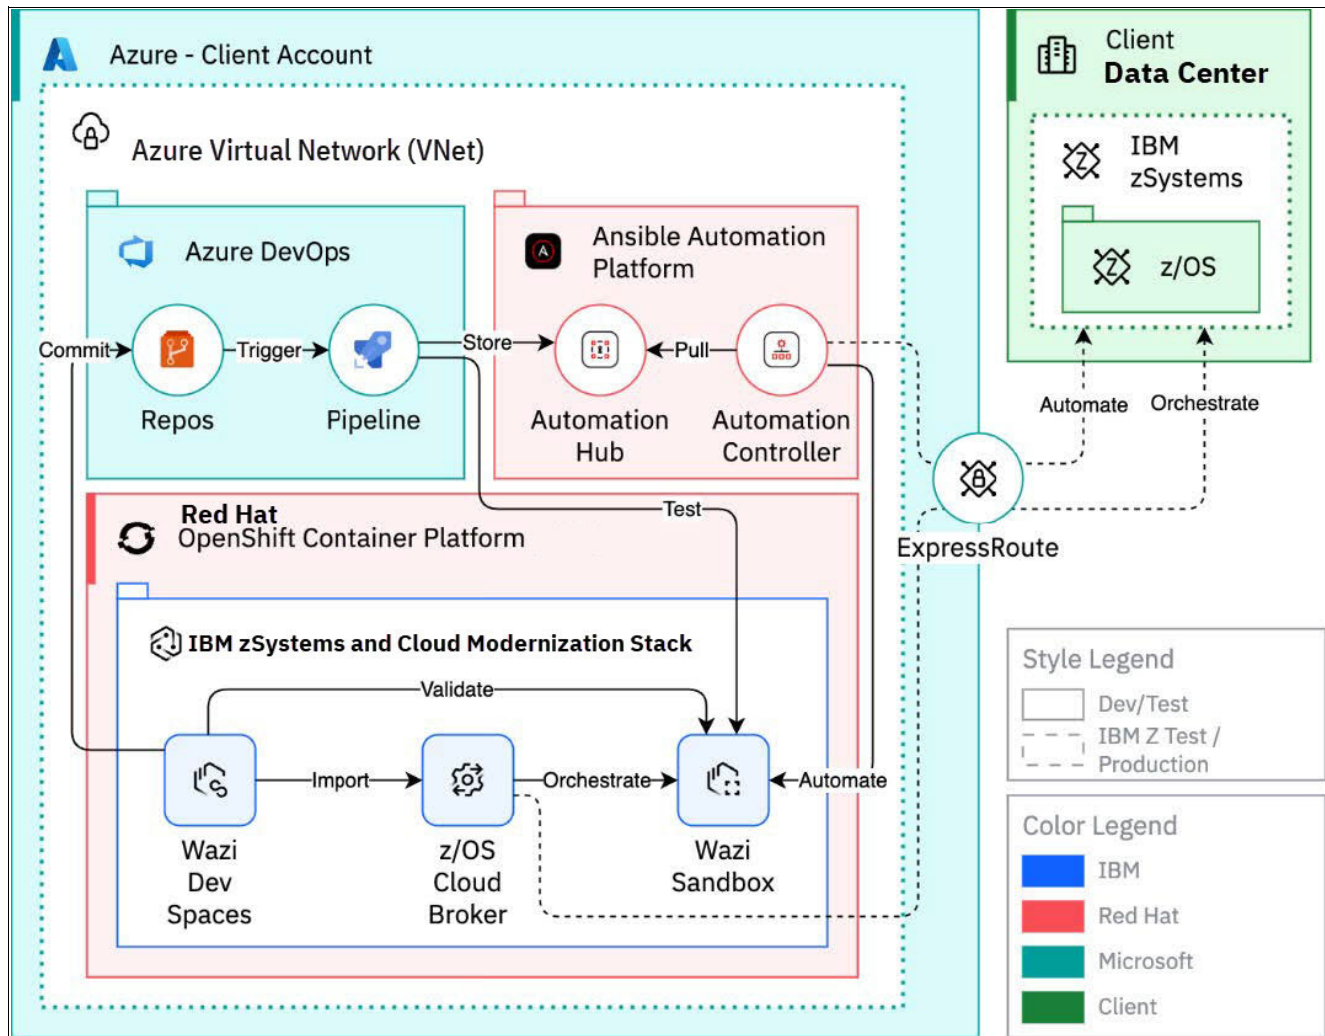 Azure - Client Account
Azure Virtual Network (VNet)
Azure DevOps
Commit
Trigger
Repos
Pipeline
Store
Ansible Automation
Platform
Pull
Automation
Hub
Automation
Controller
Test
Red Hat
OpenShift Container Platform
IBM zSystems and Cloud Modernization Stack
Validate
Import
Orchestrate
Automate
Wazi
Dev
Spaces
z/OS
Cloud
Broker
Wazi
Sandbox
ExpressRoute
Client
Data Center
IBM
zSystems
z/OS
Automate
Orchestrate
Style Legend
Dev/Test
IBM Z Test /
Production
Color Legend
IBM
Red Hat
Microsoft
Client